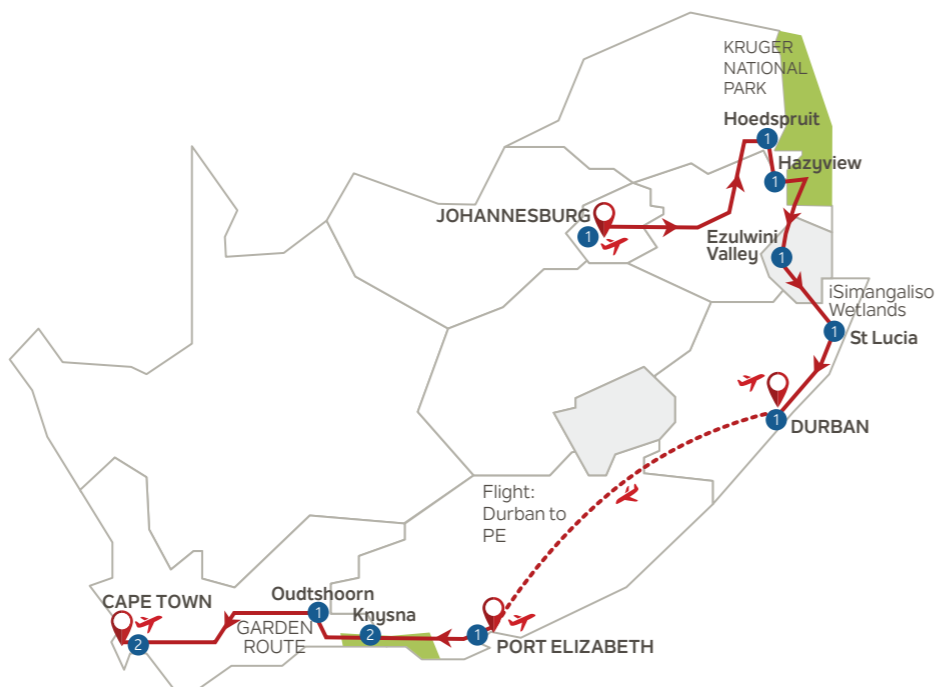 KRUGER
NATIONAL
PARK
Hoedspruit
1
Hazyview
1
JOHANNESBURG
1
Ezulwini
Valley
1
iSimangaliso
Wetlands
1
St Lucia
1
DURBAN
Flight:
Durban to
PE
Oudtshoorn
1
CAPE TOWN
Knysna
2
GARDEN
ROUTE
1
PORT ELIZABETH
2